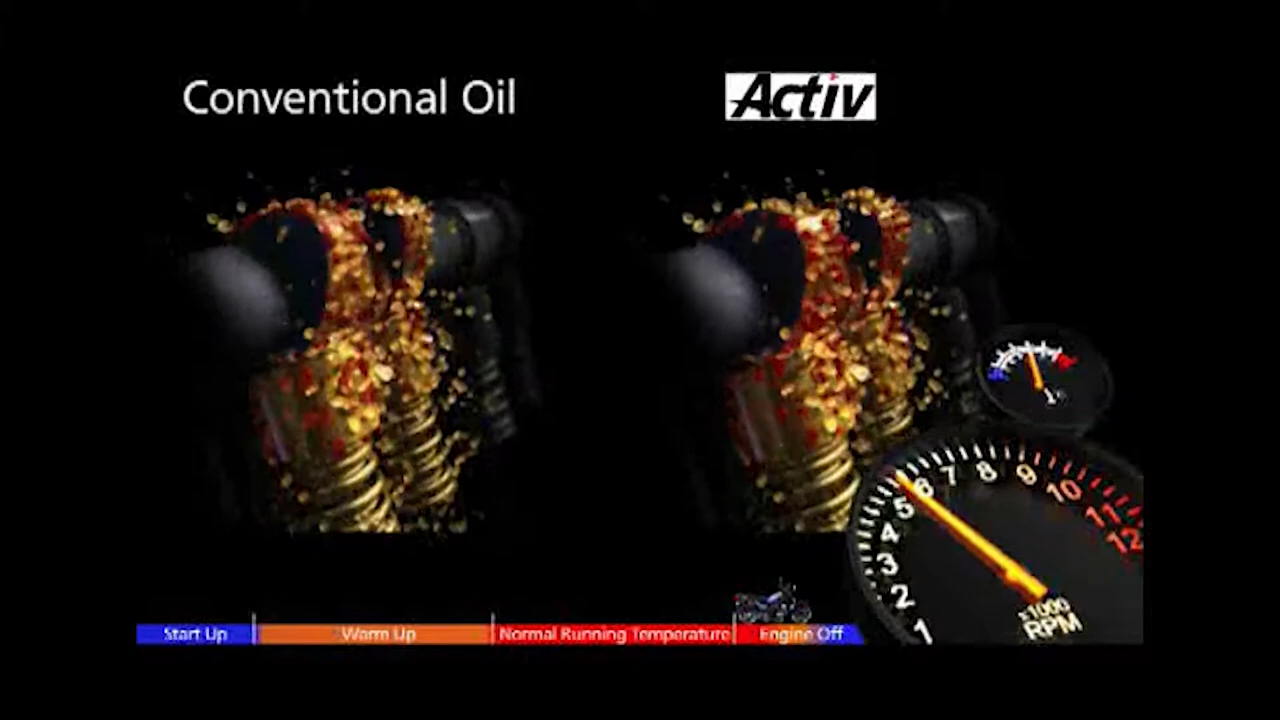 Conventional Oil
Activ
1
2
3
4
5
6
7
8
9
10
11
12
x1000
RPM
Start Up
Warm Up
Normal Running Temperature
Engine Off